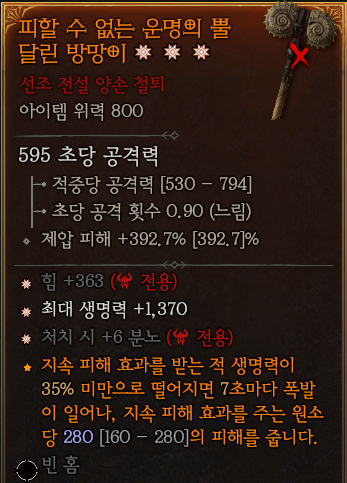 피할 수 없는 운명의 뿔
달린 방망이
선조 전설 양손 철퇴
아이템 위력 800
595 초당 공격력
적중당 공격력 [530 - 794]
초당 공격 횟수 0.90 (느림)
제압 피해 +392.7% [392.7]%
힘 +363 ( 전용)
최대 생명력 +1,370
처치 시 +6 분노 ( 전용)
지속 피해 효과를 받는 적 생명력이
35% 미만으로 떨어지면 7초마다 폭발
이 일어나, 지속 피해 효과를 주는 원소
당 280 [160 - 280]의 피해를 줍니다.
빈 홈